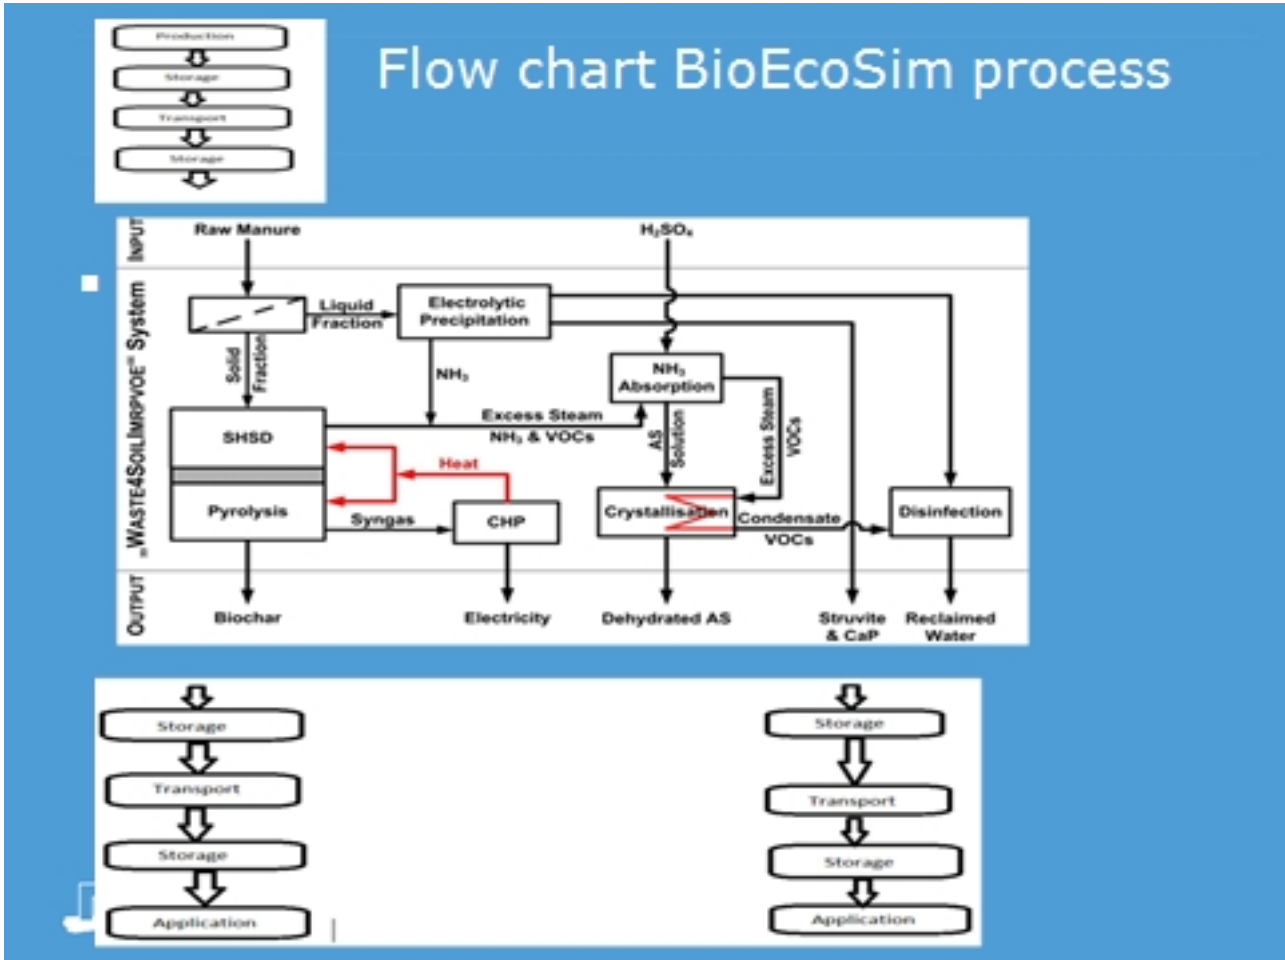 Flow chart BioEcoSim process
Production
Storage
Transport
Storage
INPUT
Raw Manure
H₂SO₄
„WASTE4SOILIMRPVOE" System
Liquid
Fraction
Electrolytic
Precipitation
Solid
Fraction
NH₃
NH₃
Absorption
SHSD
Excess Steam
NH₃ & VOCs
AS
Solution
Excess Steam
VOCs
Heat
Pyrolysis
Syngas
CHP
Crystallisation
Condensate
VOCs
Disinfection
OUTPUT
Biochar
Electricity
Dehydrated AS
Struvite
& CaP
Reclaimed
Water
Storage
Transport
Storage
Application
Storage
Transport
Storage
Application